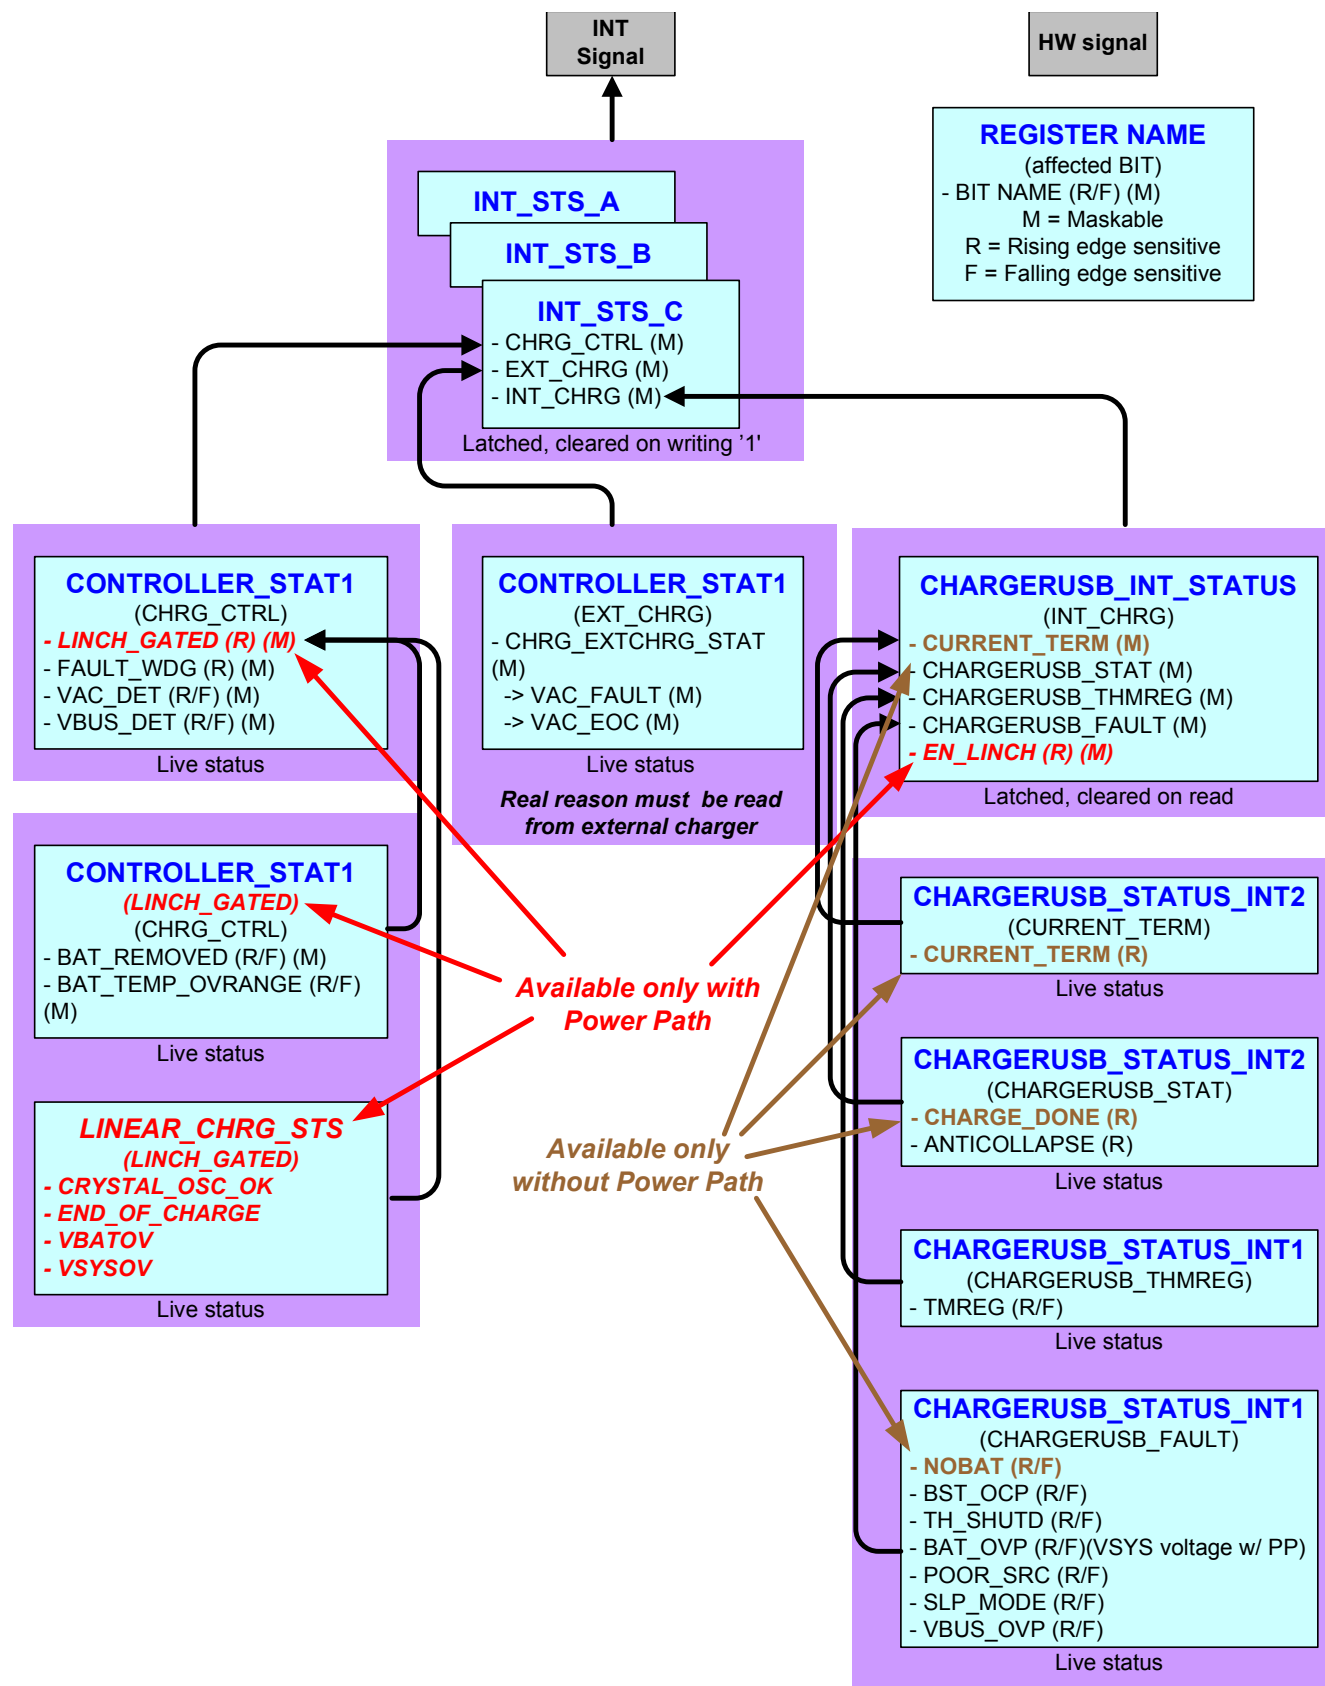 INT
Signal
HW signal
REGISTER NAME
(affected BIT)
- BIT NAME (R/F) (M)
M = Maskable
R = Rising edge sensitive
F = Falling edge sensitive
INT_STS_A
INT_STS_B
INT_STS_C
- CHRG_CTRL (M)
- EXT_CHRG (M)
- INT_CHRG (M)
Latched, cleared on writing ’1'
CONTROLLER_STAT1
(CHRG_CTRL)
- LINCH_GATED (R) (M)
- FAULT_WDG (R) (M)
- VAC_DET (R/F) (M)
- VBUS_DET (R/F) (M)
Live status
CONTROLLER_STAT1
(EXT_CHRG)
- CHRG_EXTCHRG_STAT
(M)
-> VAC_FAULT (M)
-> VAC_EOC (M)
Live status
Real reason must be read
from external charger
CHARGERUSB_INT_STATUS
(INT_CHRG)
- CURRENT_TERM (M)
- CHARGERUSB_STAT (M)
- CHARGERUSB_THMREG (M)
- CHARGERUSB_FAULT (M)
- EN_LINCH (R) (M)
Latched, cleared on read
CONTROLLER_STAT1
(LINCH_GATED)
(CHRG_CTRL)
- BAT_REMOVED (R/F) (M)
- BAT_TEMP_OVRANGE (R/F)
(M)
Live status
LINEAR_CHRG_STS
(LINCH_GATED)
- CRYSTAL_OSC_OK
- END_OF_CHARGE
- VBATOV
- VSYSOV
Live status
Available only with
Power Path
Available only
without Power Path
CHARGERUSB_STATUS_INT2
(CURRENT_TERM)
- CURRENT_TERM (R)
Live status
CHARGERUSB_STATUS_INT2
(CHARGERUSB_STAT)
- CHARGE_DONE (R)
- ANTICOLLAPSE (R)
Live status
CHARGERUSB_STATUS_INT1
(CHARGERUSB_THMREG)
- TMREG (R/F)
Live status
CHARGERUSB_STATUS_INT1
(CHARGERUSB_FAULT)
- NOBAT (R/F)
- BST_OCP (R/F)
- TH_SHUTD (R/F)
- BAT_OVP (R/F)(VSYS voltage w/ PP)
- POOR_SRC (R/F)
- SLP_MODE (R/F)
- VBUS_OVP (R/F)
Live status